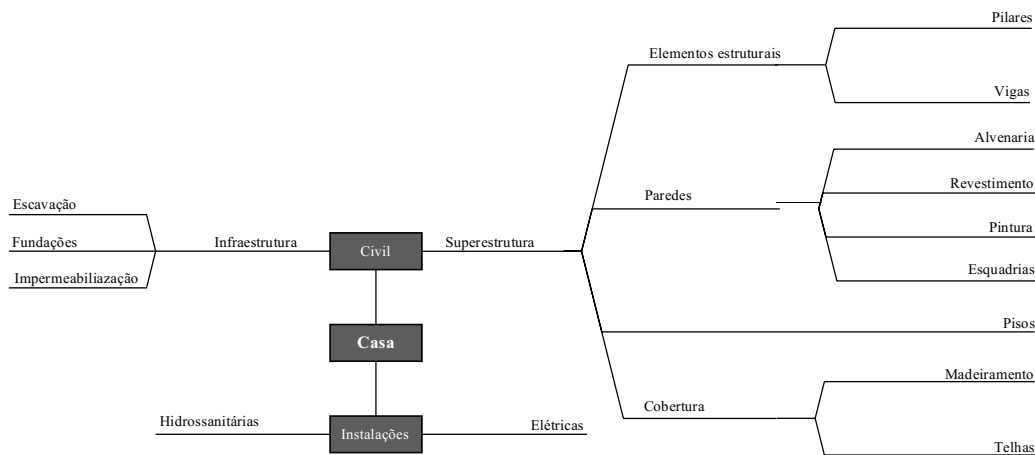 Pilares
Elementos estruturais
Vigas
Alvenaria
Revestimento
Paredes
Escavação
Pintura
Fundações
Infraestrutura
Civil
Superestrutura
Esquadrias
Impermeabiliazação
Pisos
Casa
Madeiramento
Cobertura
Hidrossanitárias
Instalações
Elétricas
Telhas